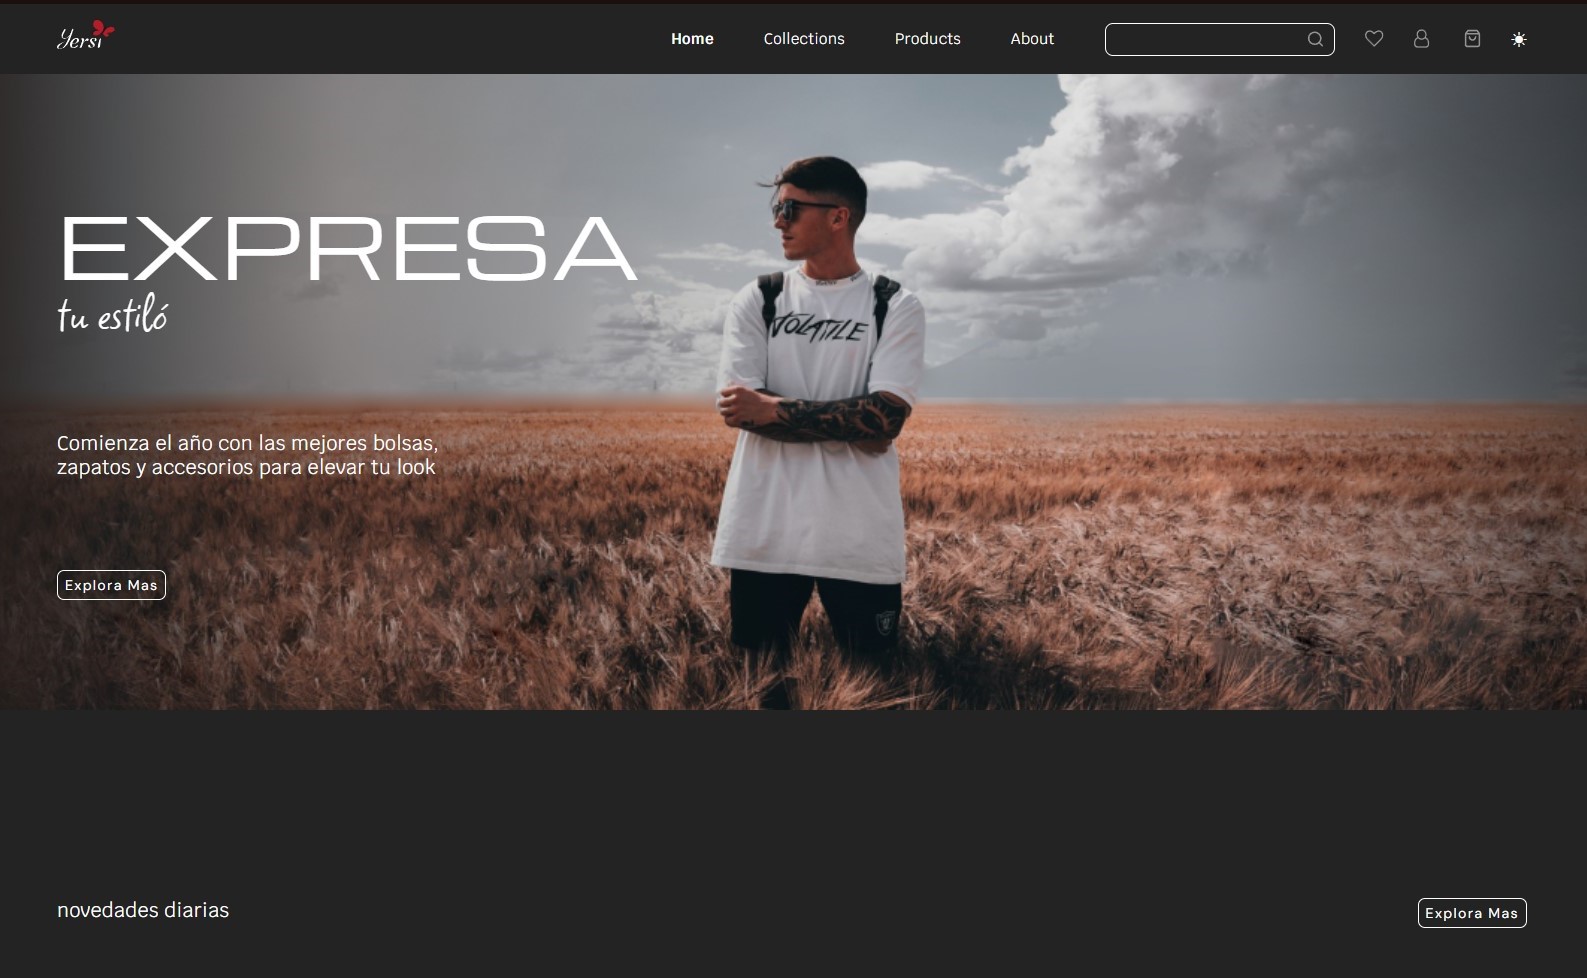 Yersi
Home
Collections
Products
About
EXPRESA
tu estiló
VOLATILE
Comienza el año con las mejores bolsas,
zapatos y accesorios para elevar tu look
Explora Mas
novedades diarias
Explora Mas